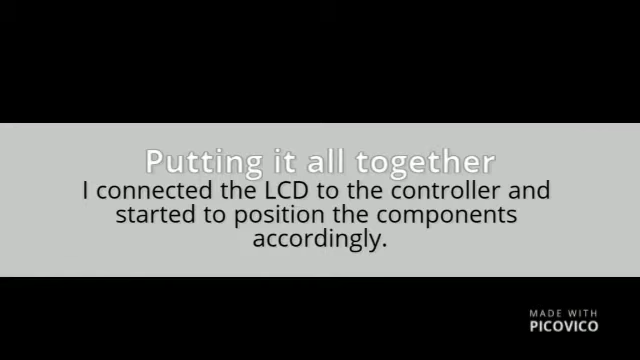 Putting it all together
I connected the LCD to the controller and
started to position the components
accordingly.
MADE WITH
PICOVICO